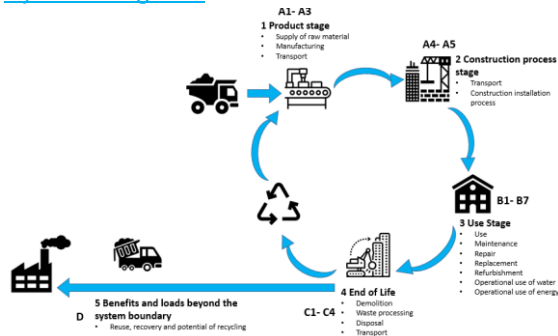 A1- A3
1 Product stage
• Supply of raw material
• Manufacturing
• Transport
A4- A5
2 Construction process
stage
• Transport
• Construction installation
process
B1- B7
3 Use Stage
• Use
• Maintenance
• Repair
• Replacement
• Refurbishment
• Operational use of water
• Operational use of energy
4 End of Life
C1- C4
• Demolition
• Waste processing
• Disposal
• Transport
5 Benefits and loads beyond the
D
system boundary
• Reuse, recovery and potential of recycling